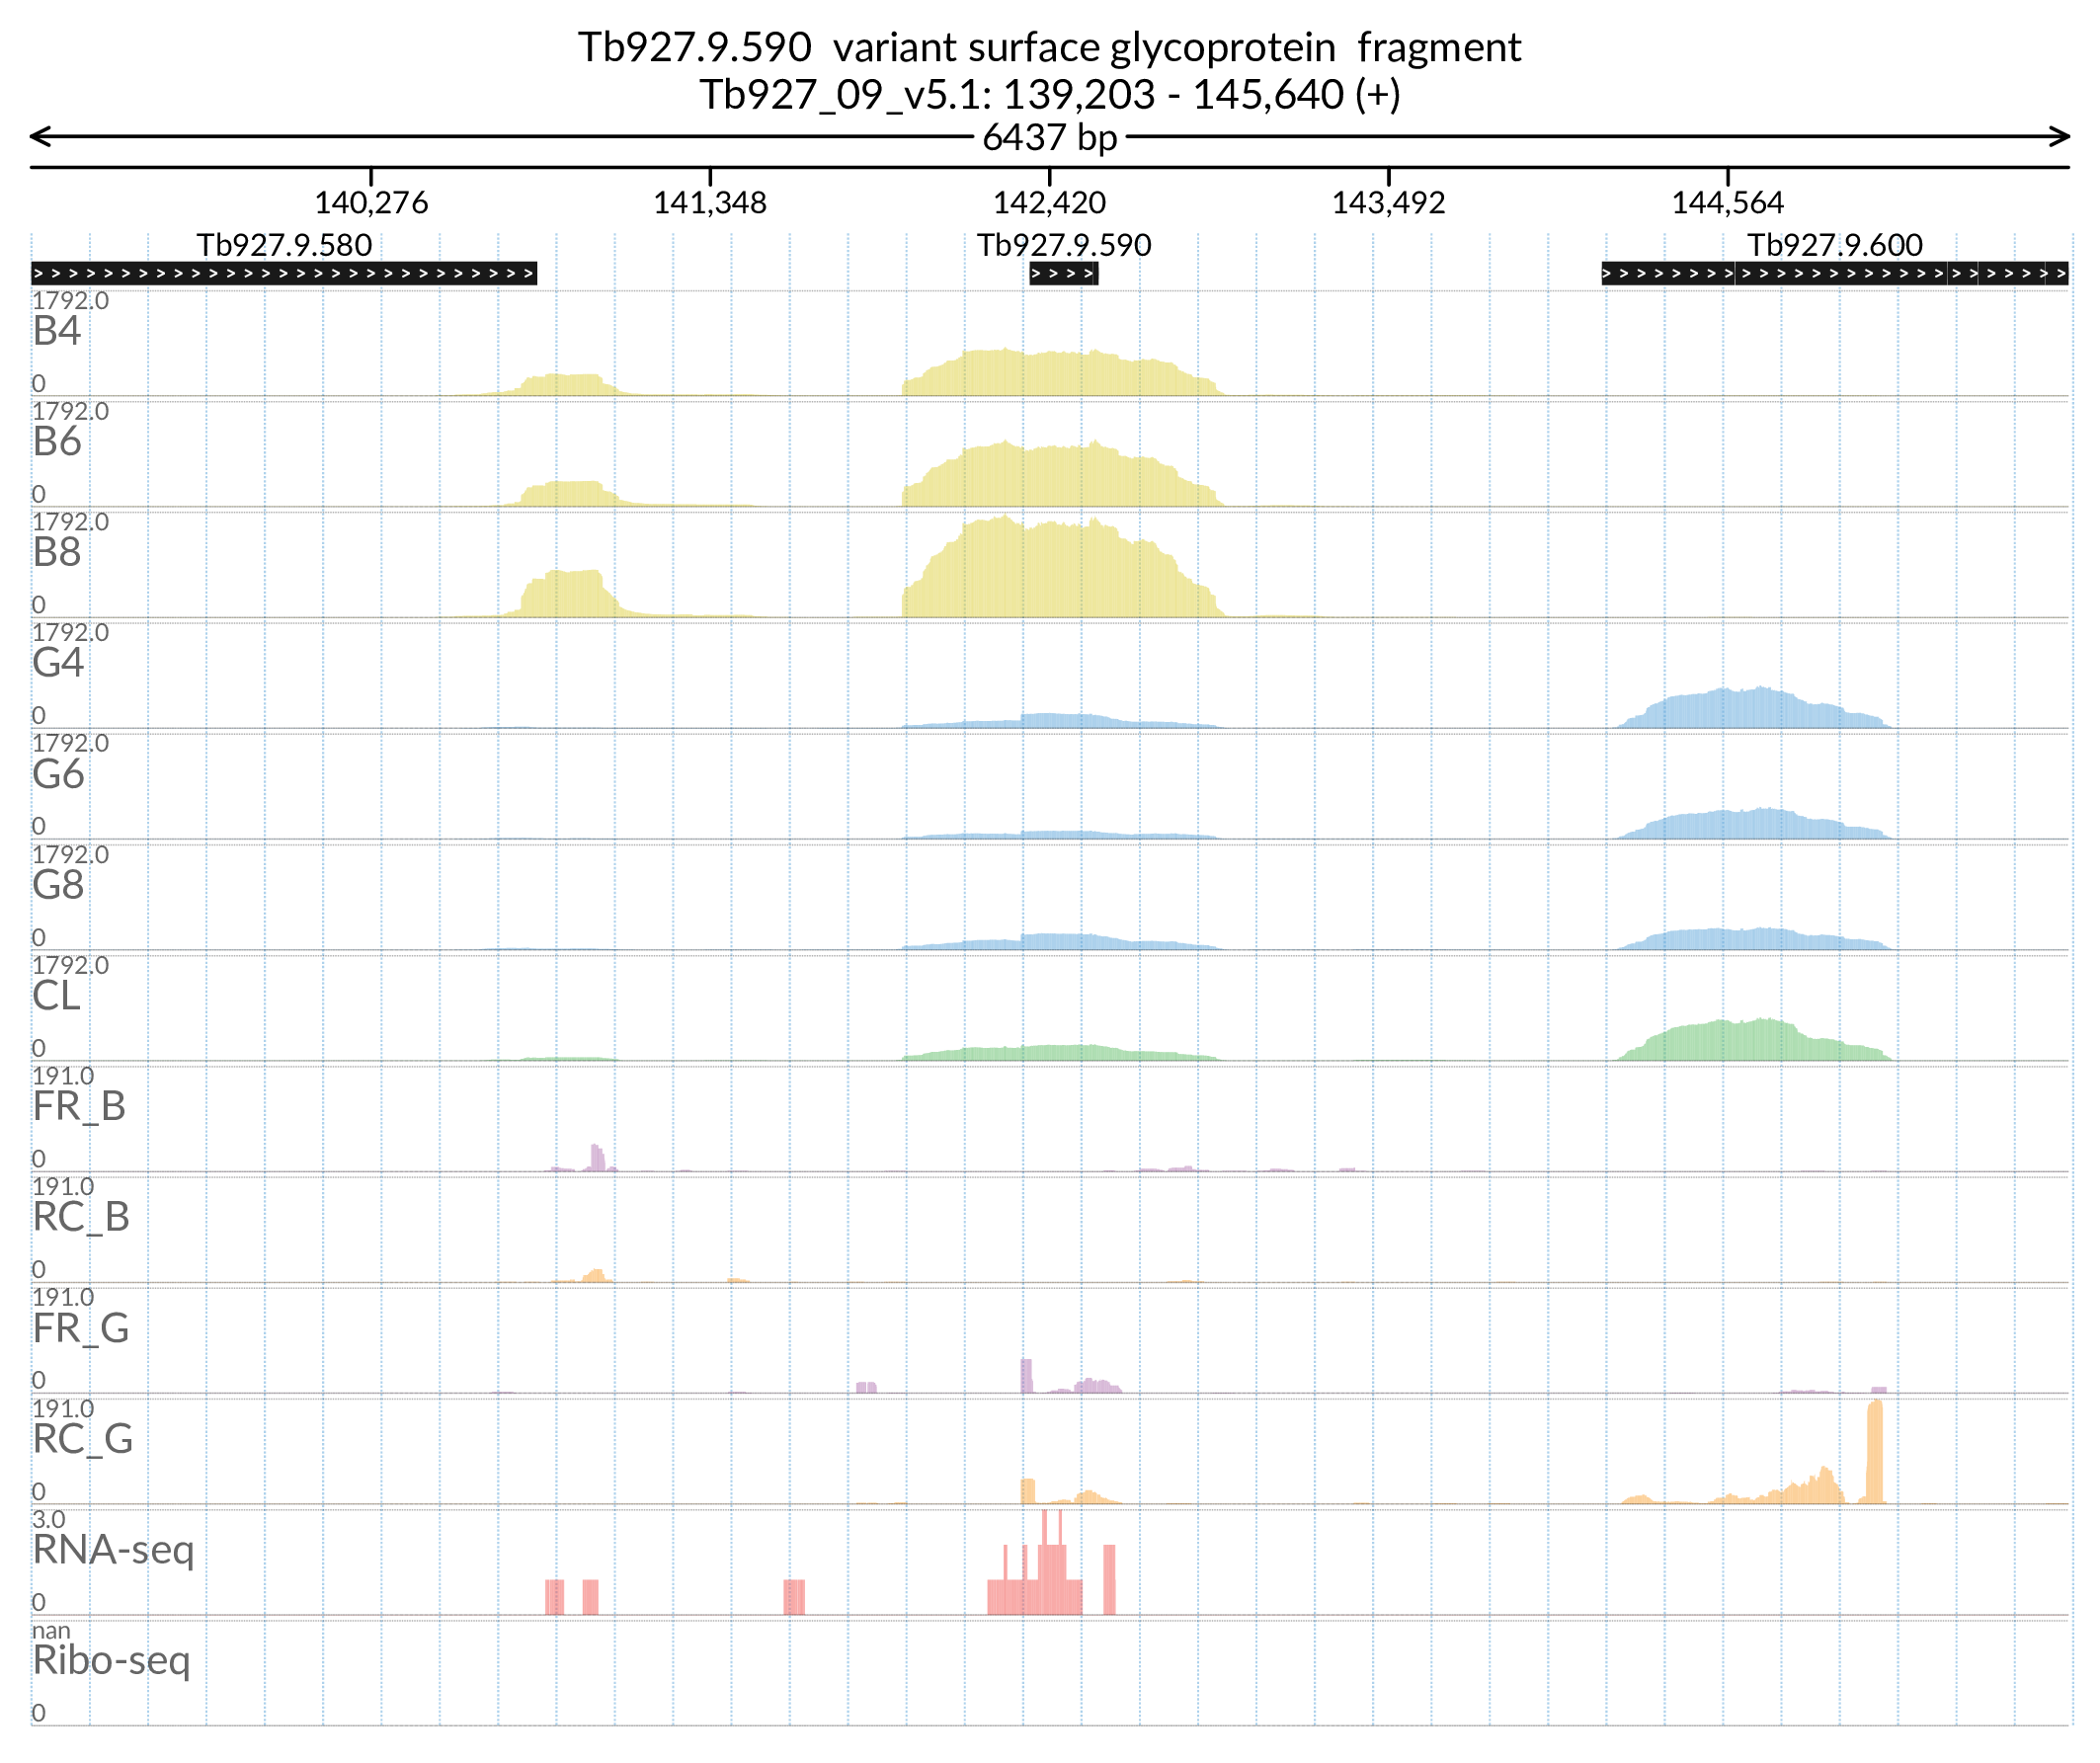 Tb927.9.590  variant surface glycoprotein  fragment
Tb927_09_v5.1: 139,203 - 145,640 (+)
6437 bp
140,276 141,348 142,420 143,492 144,564
Tb927.9.580 Tb927.9.590 Tb927.9.600
1792.0
B4
0
1792.0
B6
0
1792.0
B8
0
1792.0
G4
0
1792.0
G6
0
1792.0
G8
0
1792.0
CL
0
191.0
FR_B
0
191.0
RC_B
0
191.0
FR_G
0
191.0
RC_G
0
3.0
RNA-seq
0
nan
Ribo-seq
0